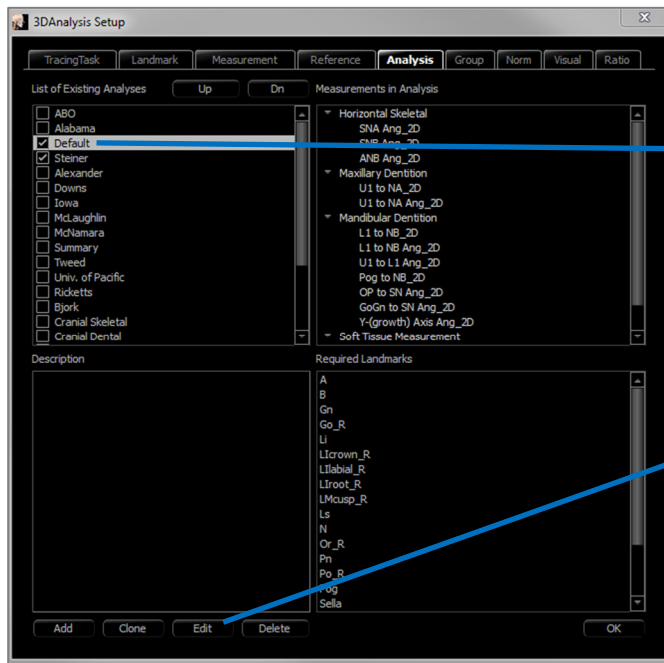 3DAnalysis Setup
TracingTask Landmark Measurement Reference Analysis Group Norm Visual Ratio
List of Existing Analyses Up Dn Measurements in Analysis
ABO
Alabama
Default
Steiner
Alexander
Downs
Iowa
McLaughlin
McNamara
Summary
Tweed
Univ. of Pacific
Ricketts
Bjork
Cranial Skeletal
Cranial Dental
Horizontal Skeletal
SNA Ang_2D
SNB Ang_2D
ANB Ang_2D
Maxillary Dentition
U1 to NA_2D
U1 to NA Ang_2D
Mandibular Dentition
L1 to NB_2D
L1 to NB Ang_2D
U1 to L1 Ang_2D
Pog to NB_2D
OP to SN Ang_2D
GoGn to SN Ang_2D
Y-(growth) Axis Ang_2D
Soft Tissue Measurement
Description
Required Landmarks
A
B
Gn
Go_R
Li
LIcrown_R
LIlabial_R
LIroot_R
LMcusp_R
Ls
N
Or_R
Pn
Po_R
Pog
Sella
Add Clone Edit Delete OK